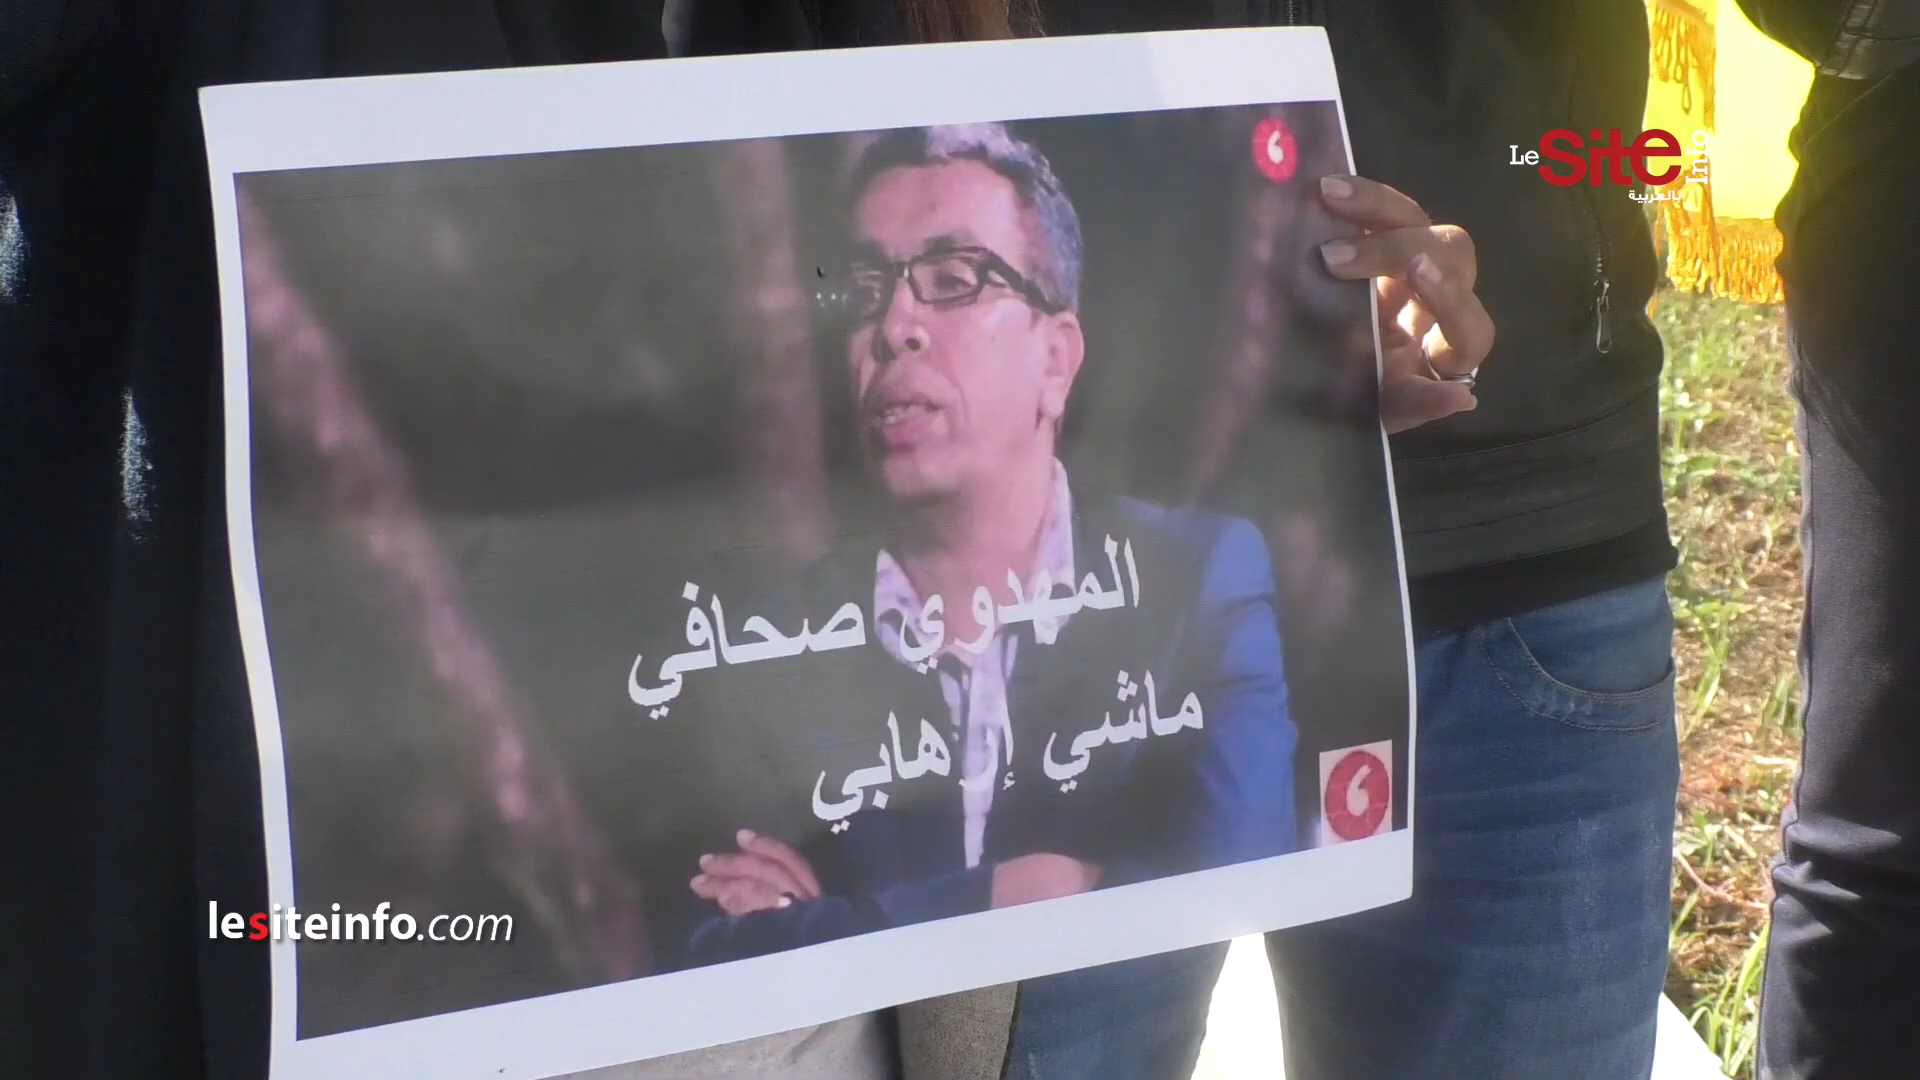 Le Site Info
بالعربية
المهدوي صحافي
ماشي إرهابي
lesiteinfo.com